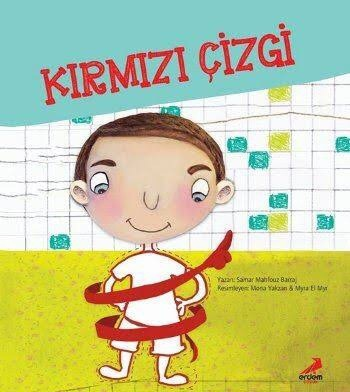 KIRMIZI ÇİZGİ
Yazan: Samar Mahfouz Barraj
Resimleyen: Mona Yakzan & Myra El Mir
erdem